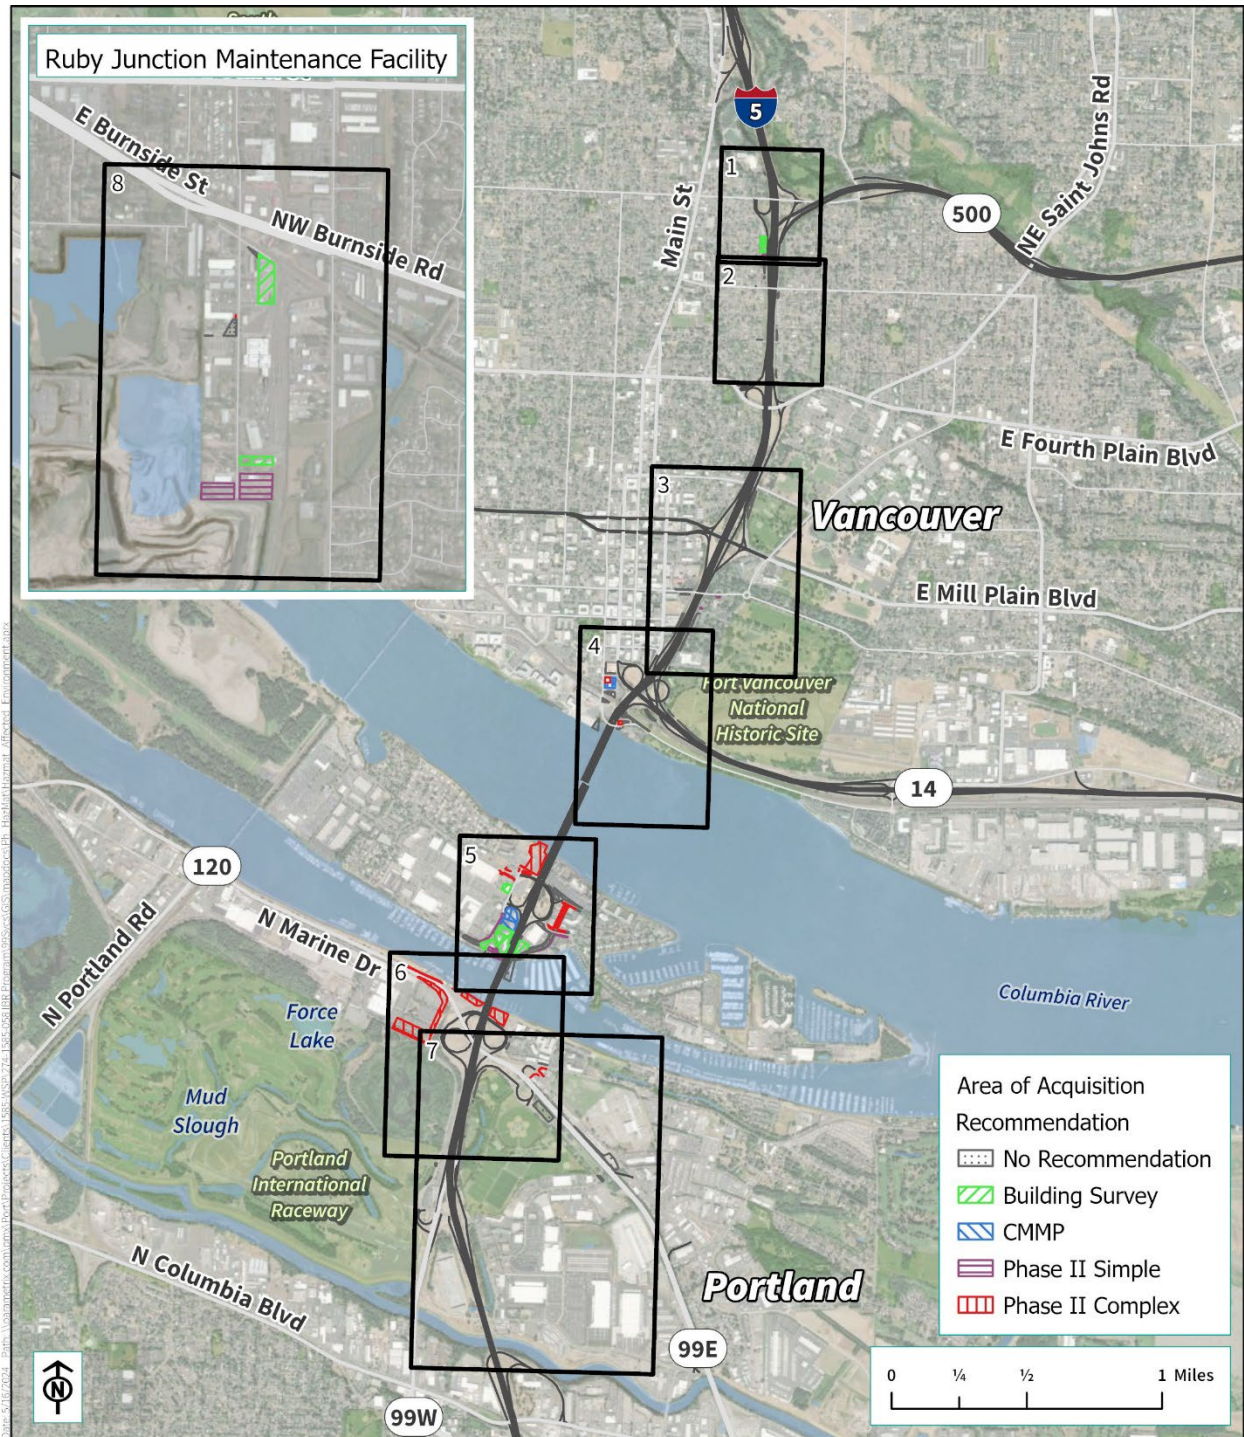 Ruby Junction Maintenance Facility
E Burnside St
NW Burnside Rd
8
5
1
500
NE Saint Johns Rd
Main St
2
E Fourth Plain Blvd
3
Vancouver
E Mill Plain Blvd
4
Fort Vancouver
National
Historic Site
14
5
120
N Marine Dr
N Portland Rd
6
Columbia River
Force
Lake
7
Mud
Slough
Portland
International
Raceway
N Columbia Blvd
Portland
99E
99W
N
Area of Acquisition
Recommendation
No Recommendation
Building Survey
CMMP
Phase II Simple
Phase II Complex
0 ¼ ½ 1 Miles